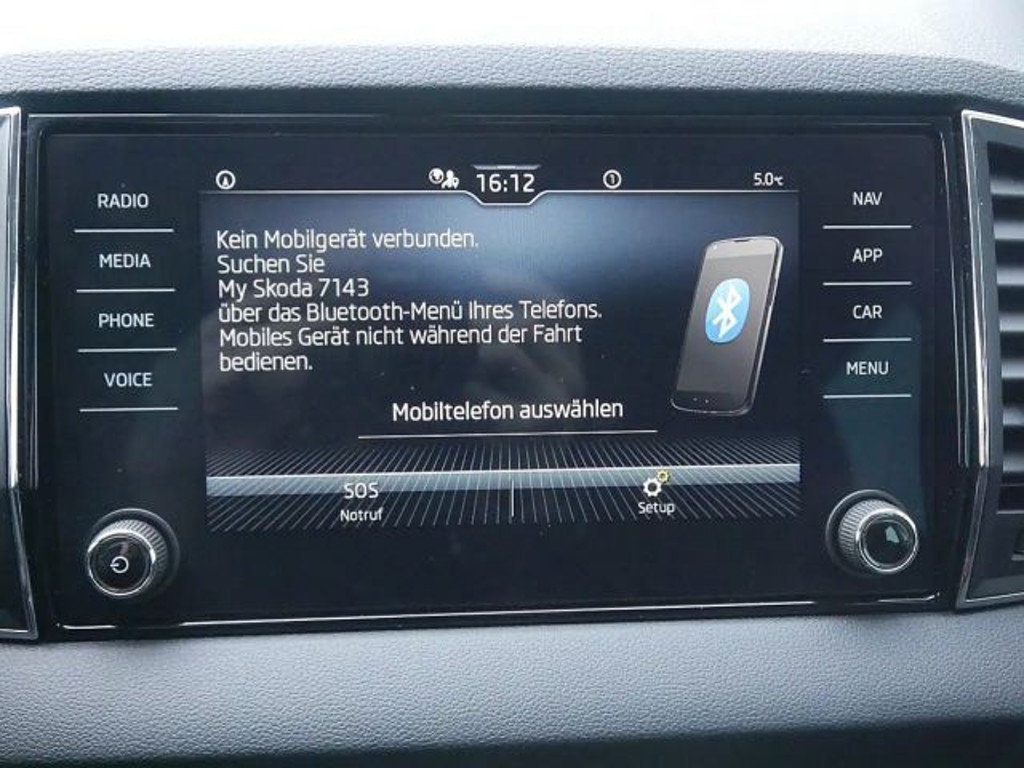 16:12
1
5.0°C
RADIO
MEDIA
PHONE
VOICE
Kein Mobilgerät verbunden.
Suchen Sie
My Skoda 7143
über das Bluetooth-Menü Ihres Telefons.
Mobiles Gerät nicht während der Fahrt
bedienen.
Mobiltelefon auswählen
SOS
Notruf
Setup
NAV
APP
CAR
MENU